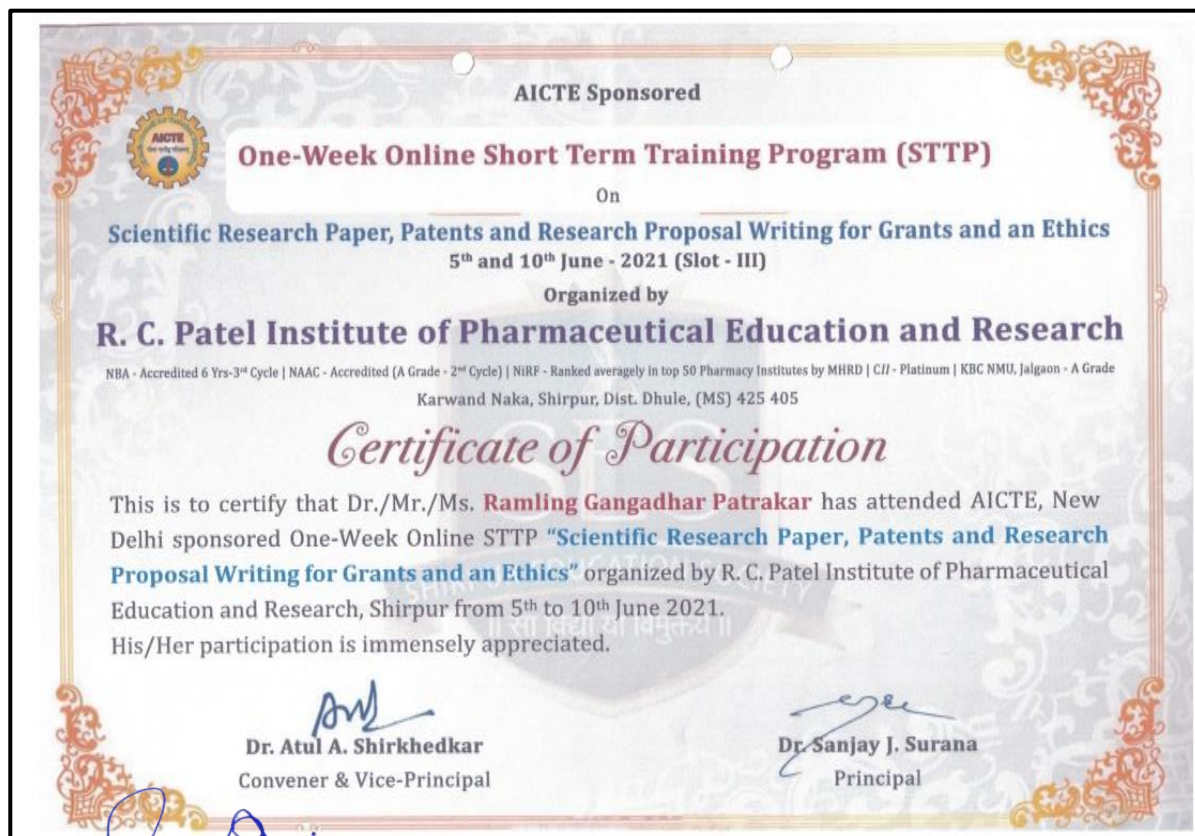 AICTE Sponsored
AICTE
One-Week Online Short Term Training Program (STTP)
On
Scientific Research Paper, Patents and Research Proposal Writing for Grants and an Ethics
5th and 10th June - 2021 (Slot - III)
Organized by
R. C. Patel Institute of Pharmaceutical Education and Research
NBA - Accredited 6 Yrs-3rd Cycle | NAAC - Accredited (A Grade - 2nd Cycle) | NiRF - Ranked averagely in top 50 Pharmacy Institutes by MHRD | CII - Platinum | KBC NMU, Jalgaon - A Grade
Karwand Naka, Shirpur, Dist. Dhule, (MS) 425 405
Certificate of Participation
This is to certify that Dr./Mr./Ms. Ramling Gangadhar Patrakar has attended AICTE, New
Delhi sponsored One-Week Online STTP "Scientific Research Paper, Patents and Research
Proposal Writing for Grants and an Ethics" organized by R. C. Patel Institute of Pharmaceutical
Education and Research, Shirpur from 5th to 10th June 2021.
His/Her participation is immensely appreciated.
SES
SHIRPUR EDUCATION SOCIETY
॥ सा विद्या या विमुक्तये ॥
Dr. Atul A. Shirkhedkar
Convener & Vice-Principal
Dr. Sanjay J. Surana
Principal